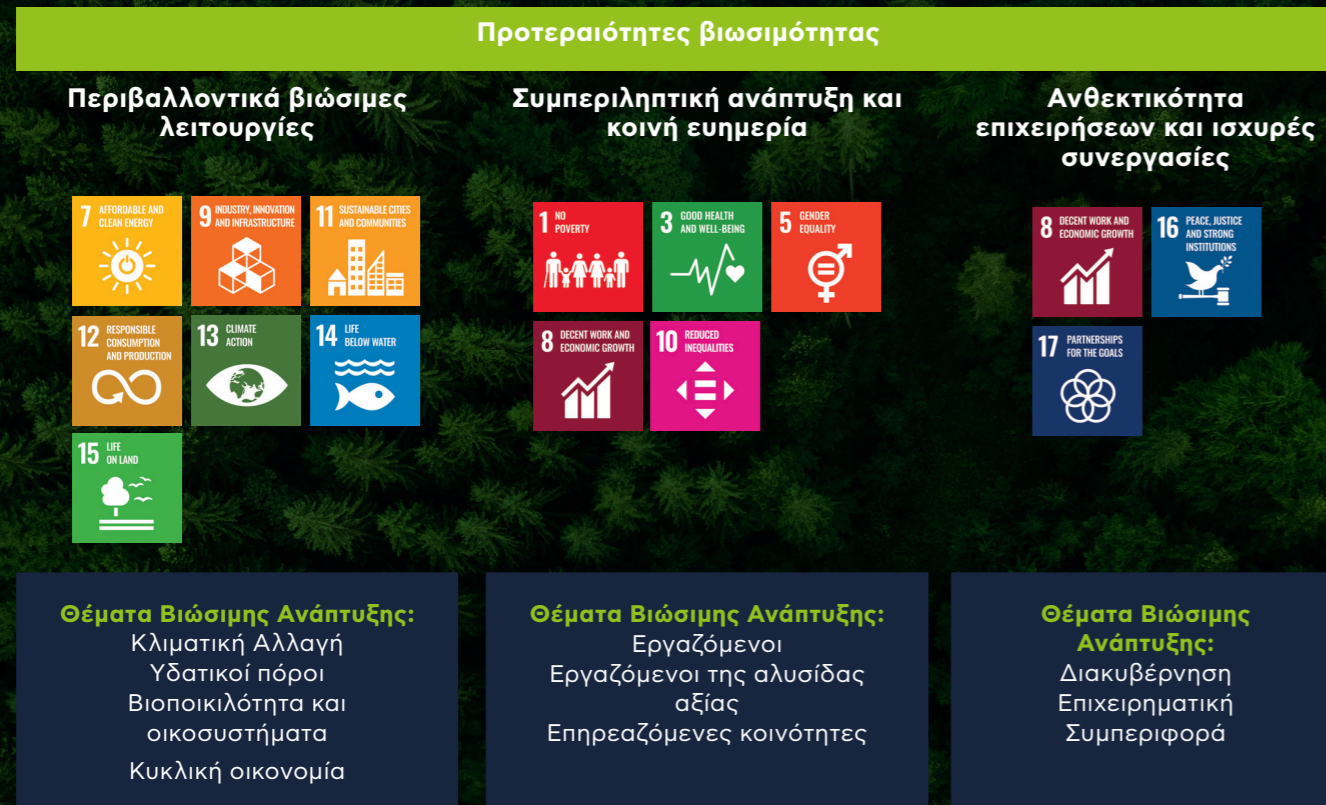 Προτεραιότητες βιωσιμότητας
Περιβαλλοντικά βιώσιμες
λειτουργίες
7 AFFORDABLE AND
CLEAN ENERGY
9 INDUSTRY, INNOVATION
AND INFRASTRUCTURE
11 SUSTAINABLE CITIES
AND COMMUNITIES
12 RESPONSIBLE
CONSUMPTION
AND PRODUCTION
13 CLIMATE
ACTION
14 LIFE
BELOW WATER
15 LIFE
ON LAND
Θέματα Βιώσιμης Ανάπτυξης:
Κλιματική Αλλαγή
Υδατικοί πόροι
Βιοποικιλότητα και
οικοσυστήματα
Κυκλική οικονομία
Συμπεριληπτική ανάπτυξη και
κοινή ευημερία
1 NO
POVERTY
3 GOOD HEALTH
AND WELL-BEING
5 GENDER
EQUALITY
8 DECENT WORK AND
ECONOMIC GROWTH
10 REDUCED
INEQUALITIES
Θέματα Βιώσιμης Ανάπτυξης:
Εργαζόμενοι
Εργαζόμενοι της αλυσίδας
αξίας
Επηρεαζόμενες κοινότητες
Ανθεκτικότητα
επιχειρήσεων και ισχυρές
συνεργασίες
8 DECENT WORK AND
ECONOMIC GROWTH
16 PEACE, JUSTICE
AND STRONG
INSTITUTIONS
17 PARTNERSHIPS
FOR THE GOALS
Θέματα Βιώσιμης
Ανάπτυξης:
Διακυβέρνηση
Επιχειρηματική
Συμπεριφορά